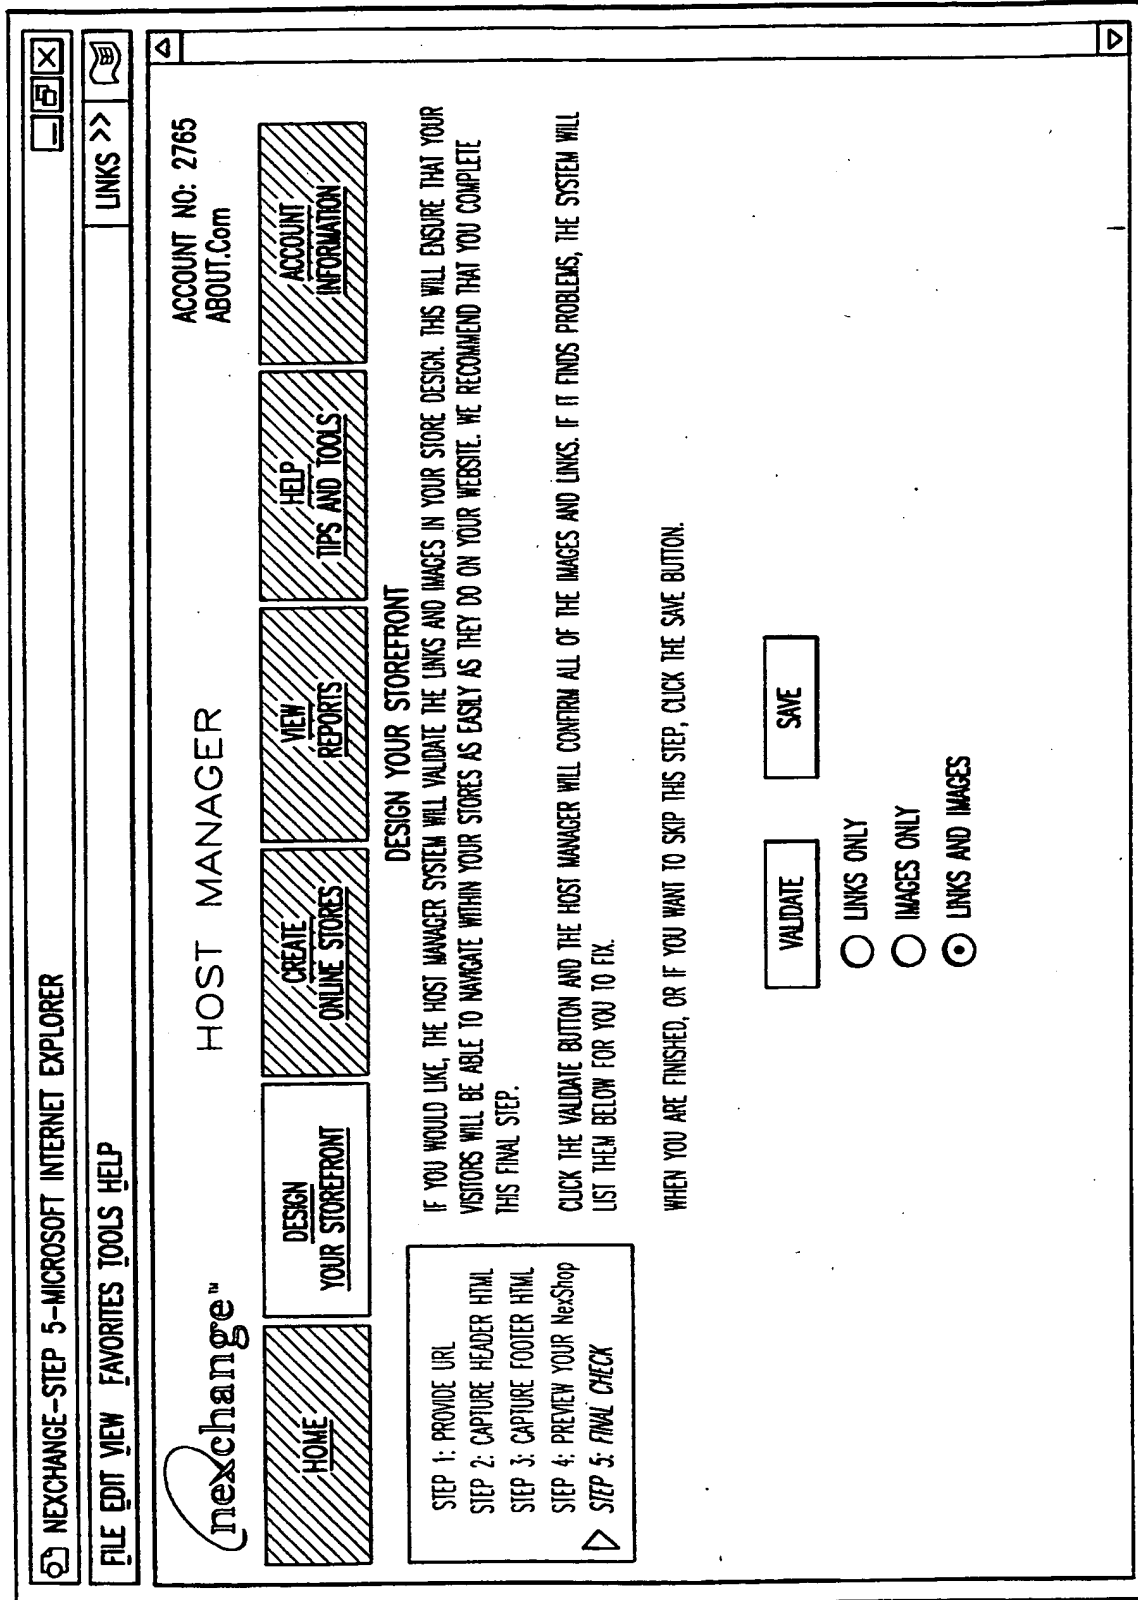 NEXCHANGE-STEP 5-MICROSOFT INTERNET EXPLORER
FILE EDIT VIEW FAVORITES TOOLS HELP
LINKS >>
nexchange™
HOST MANAGER
ACCOUNT NO: 2765
ABOUT.Com
HOME
DESIGN
YOUR STOREFRONT
CREATE
ONLINE STORES
VIEW
REPORTS
HELP
TIPS AND TOOLS
ACCOUNT
INFORMATION
STEP 1: PROVIDE URL
STEP 2: CAPTURE HEADER HTML
STEP 3: CAPTURE FOOTER HTML
STEP 4: PREVIEW YOUR NexShop
STEP 5: FINAL CHECK
DESIGN YOUR STOREFRONT
IF YOU WOULD LIKE, THE HOST MANAGER SYSTEM WILL VALIDATE THE LINKS AND IMAGES IN YOUR STORE DESIGN. THIS WILL ENSURE THAT YOUR
VISITORS WILL BE ABLE TO NAVIGATE WITHIN YOUR STORES AS EASILY AS THEY DO ON YOUR WEBSITE. WE RECOMMEND THAT YOU COMPLETE
THIS FINAL STEP.
CLICK THE VALIDATE BUTTON AND THE HOST MANAGER WILL CONFIRM ALL OF THE IMAGES AND LINKS. IF IT FINDS PROBLEMS, THE SYSTEM WILL
LIST THEM BELOW FOR YOU TO FIX.
WHEN YOU ARE FINISHED, OR IF YOU WANT TO SKIP THIS STEP, CLICK THE SAVE BUTTON.
VALIDATE
SAVE
LINKS ONLY
IMAGES ONLY
LINKS AND IMAGES